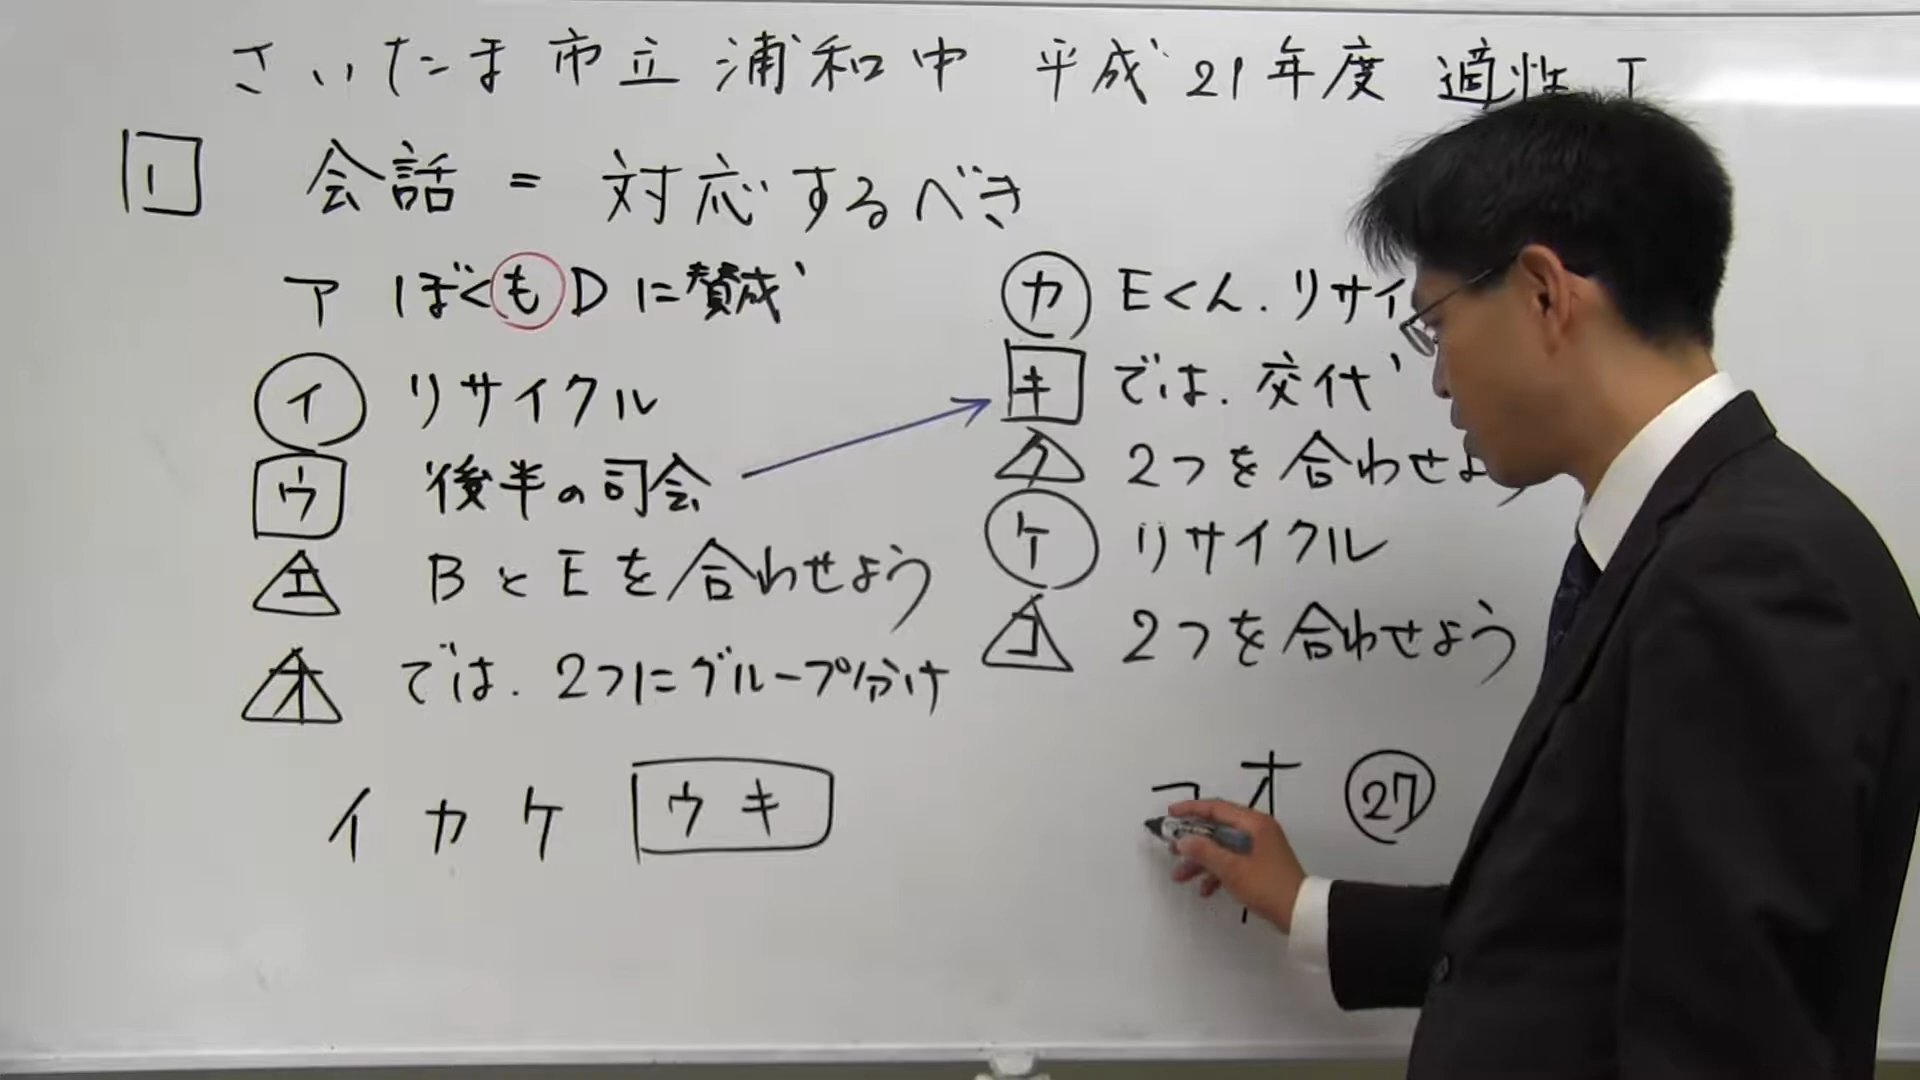 さいたま市立浦和中 平成21年度 適性I
1 会話 = 対応するべき
ア ぼくもDに賛成
イ リサイクル
ウ 後半の司会
エ BとEを合わせよう
オ では、2つにグループ分け
カ Eくん、リサイ
キ では、交代
ク 2つを合わせよ
ケ リサイクル
コ 2つを合わせよう
イ カ ケ ウ キ
コ オ 27